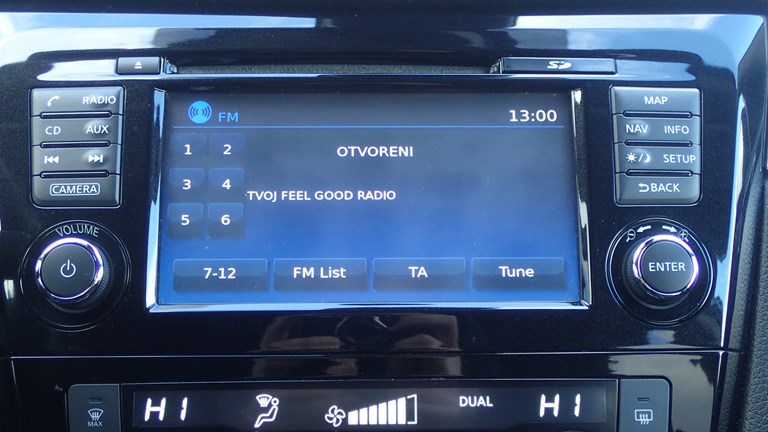 SD
RADIO
MAP
FM
13:00
CD AUX
1 2
OTVORENI
NAV INFO
3 4
TVOJ FEEL GOOD RADIO
SETUP
CAMERA
BACK
5 6
VOLUME
7-12
FM List
TA
Tune
ENTER
MAX
HI
DUAL
HI